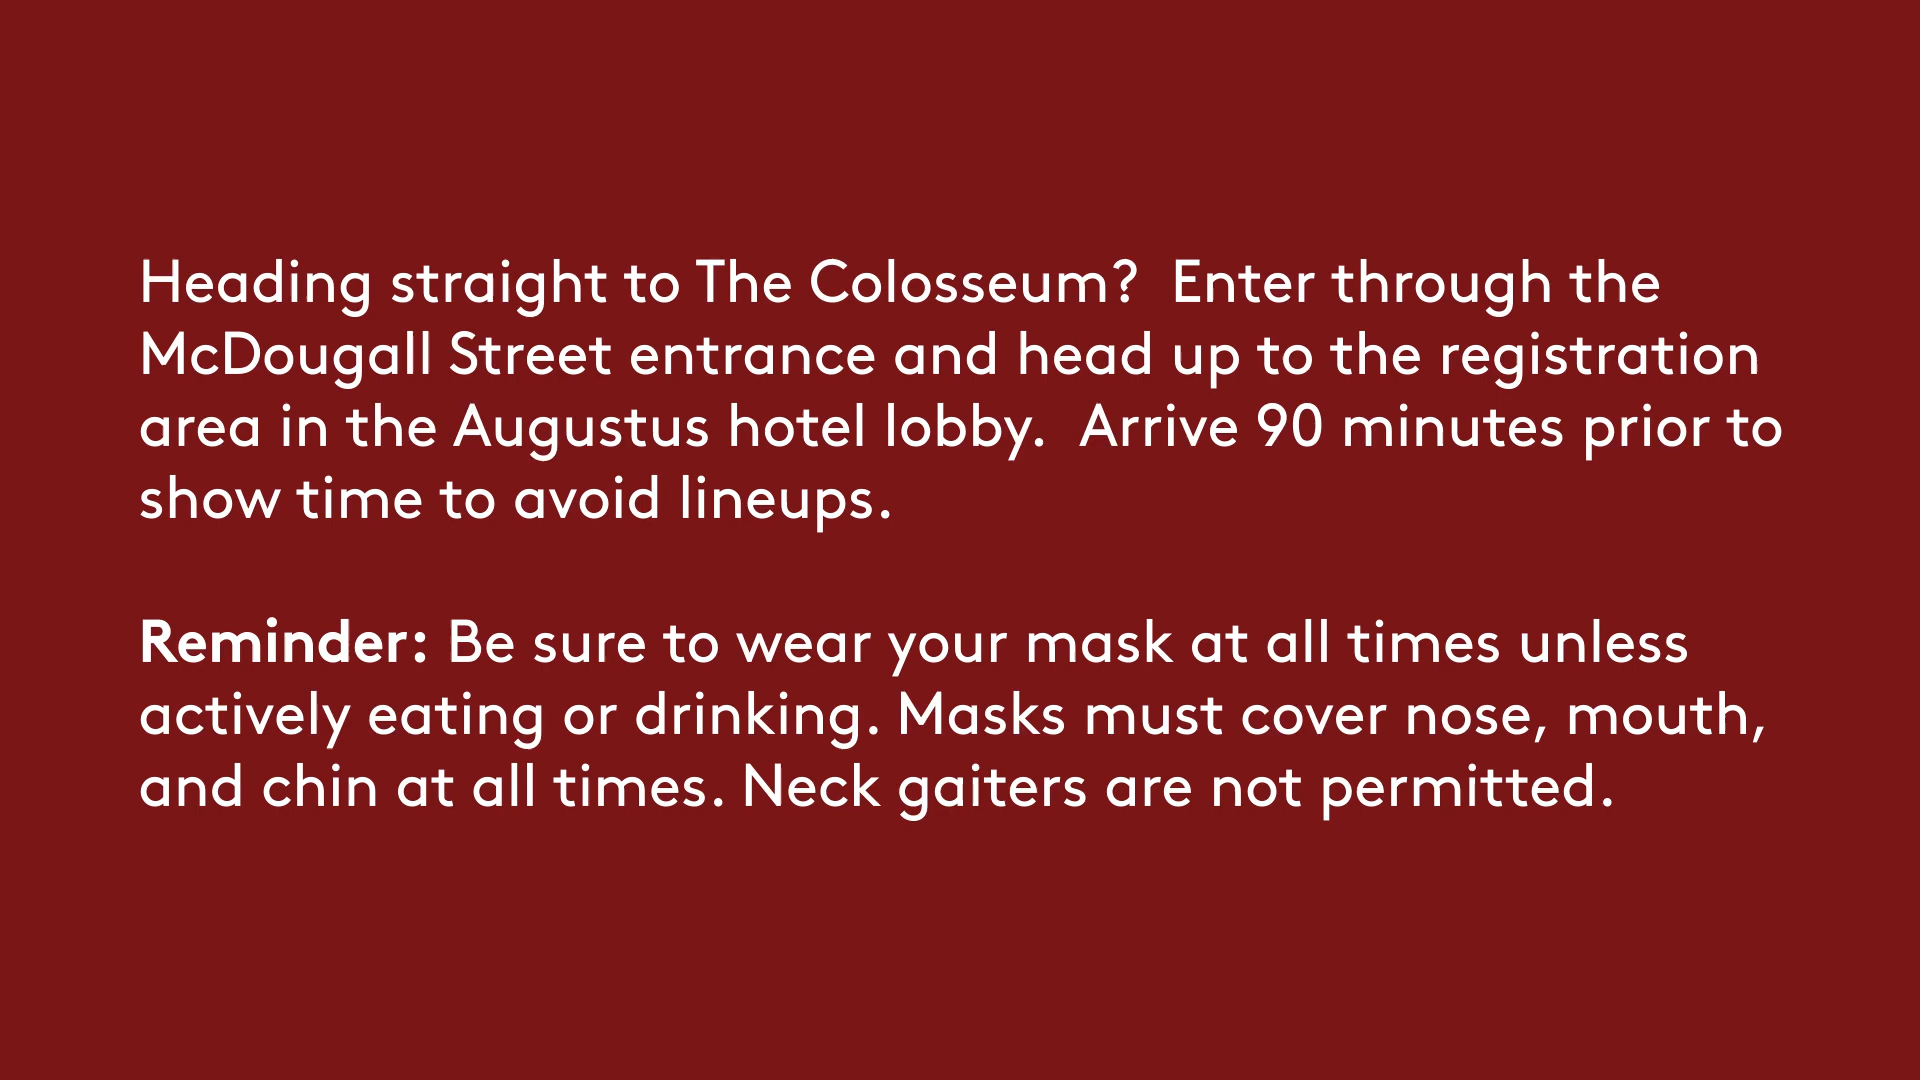 Heading straight to The Colosseum?  Enter through the
McDougall Street entrance and head up to the registration
area in the Augustus hotel lobby.  Arrive 90 minutes prior to
show time to avoid lineups.
Reminder: Be sure to wear your mask at all times unless
actively eating or drinking. Masks must cover nose, mouth,
and chin at all times. Neck gaiters are not permitted.